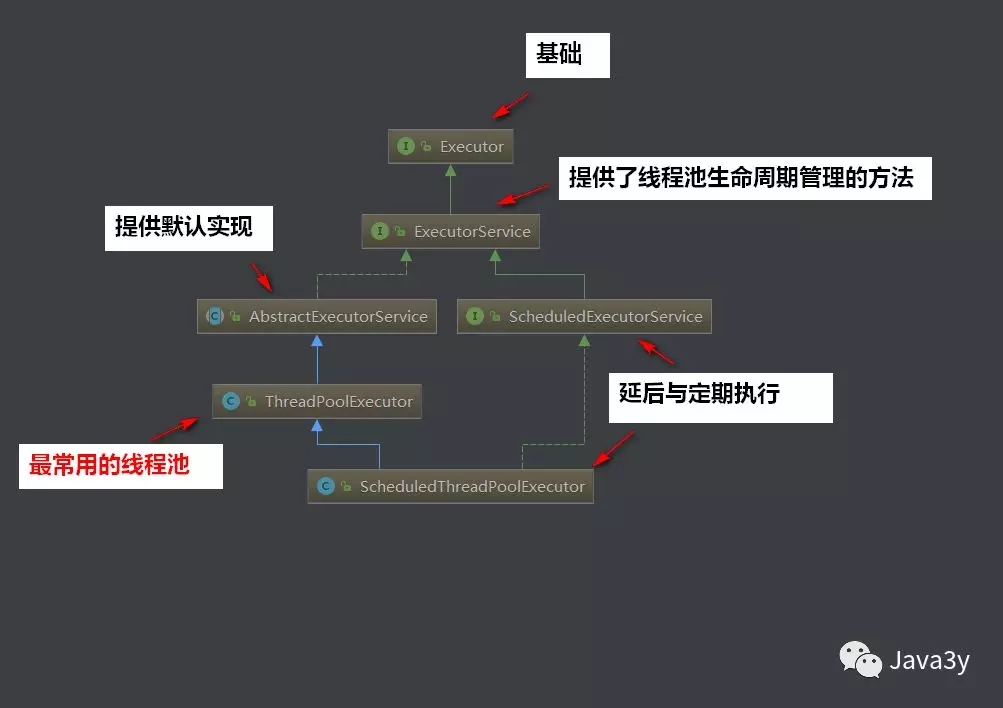 基础
I Executor
提供了线程池生命周期管理的方法
提供默认实现
I ExecutorService
C AbstractExecutorService
I ScheduledExecutorService
延后与定期执行
C ThreadPoolExecutor
最常用的线程池
C ScheduledThreadPoolExecutor
Java3y